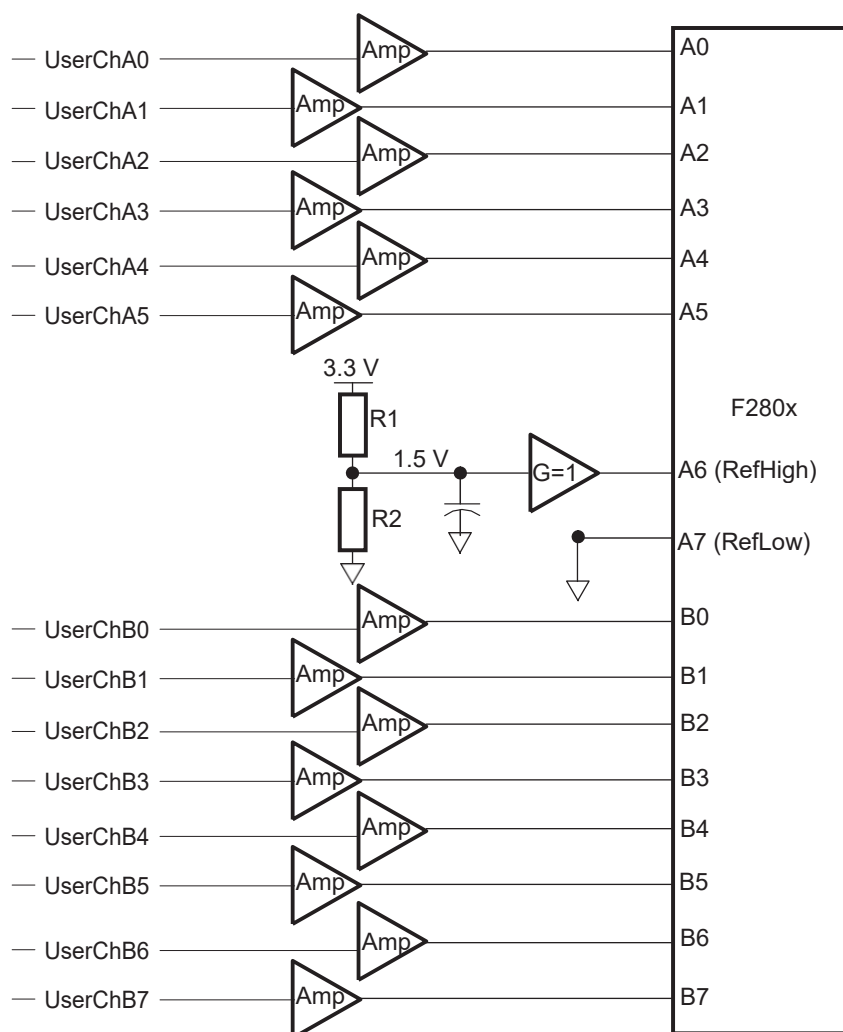 UserChA0 Amp A0
UserChA1 Amp A1
UserChA2 Amp A2
UserChA3 Amp A3
UserChA4 Amp A4
UserChA5 Amp A5
3.3 V
R1
F280x
1.5 V
G=1
A6 (RefHigh)
R2
A7 (RefLow)
UserChB0 Amp B0
UserChB1 Amp B1
UserChB2 Amp B2
UserChB3 Amp B3
UserChB4 Amp B4
UserChB5 Amp B5
UserChB6 Amp B6
UserChB7 Amp B7